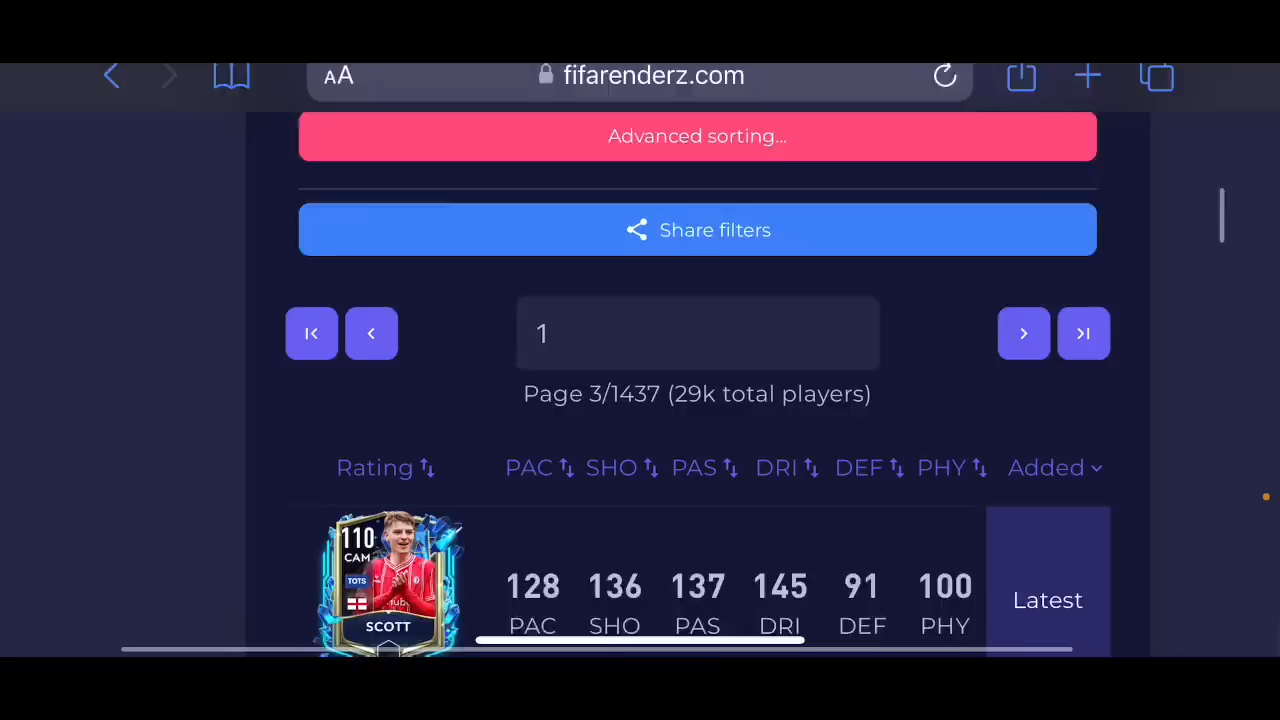 AA fifarenderz.com
Advanced sorting...
Share filters
1
Page 3/1437 (29k total players)
Rating PAC SHO PAS DRI DEF PHY Added
110
CAM
TOTS
SCOTT
128 136 137 145 91 100
PAC SHO PAS DRI DEF PHY
Latest